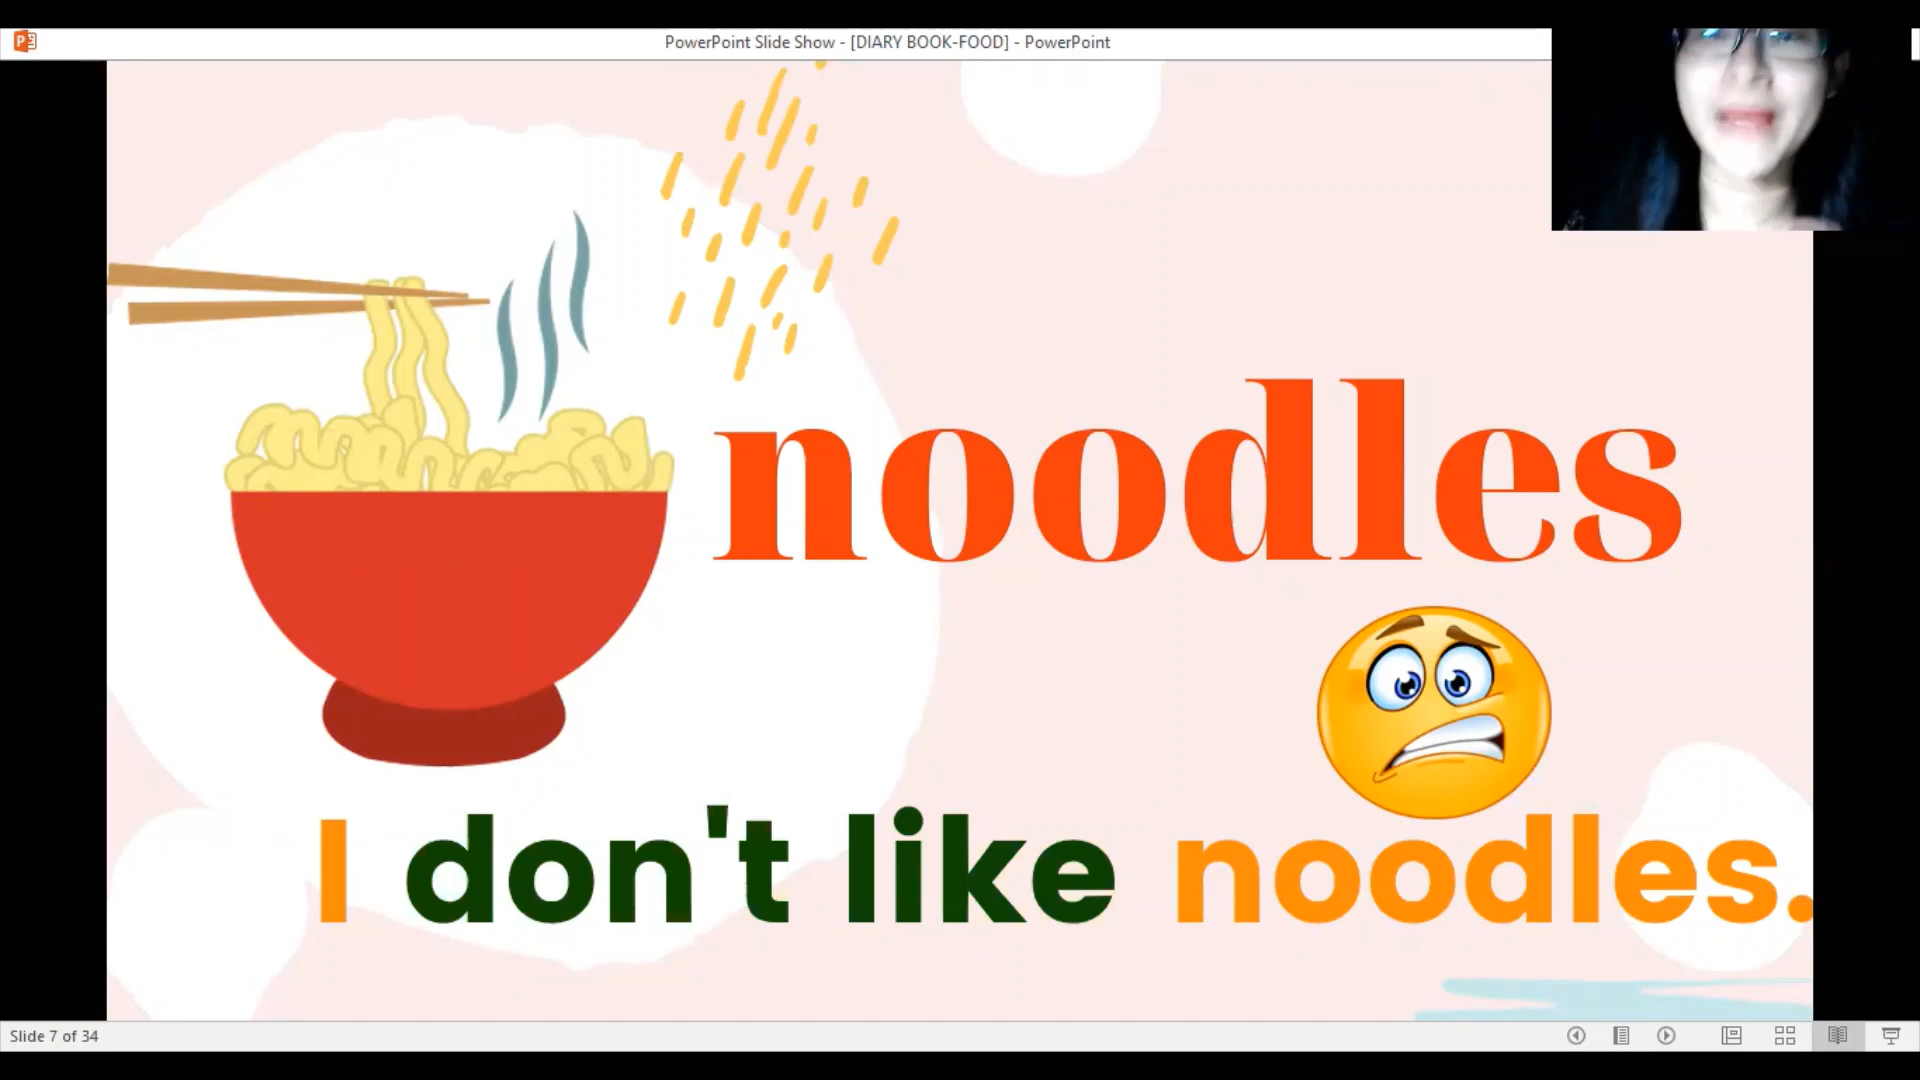 PowerPoint Slide Show - [DIARY BOOK-FOOD] - PowerPoint
noodles
I don't like noodles.
Slide 7 of 34